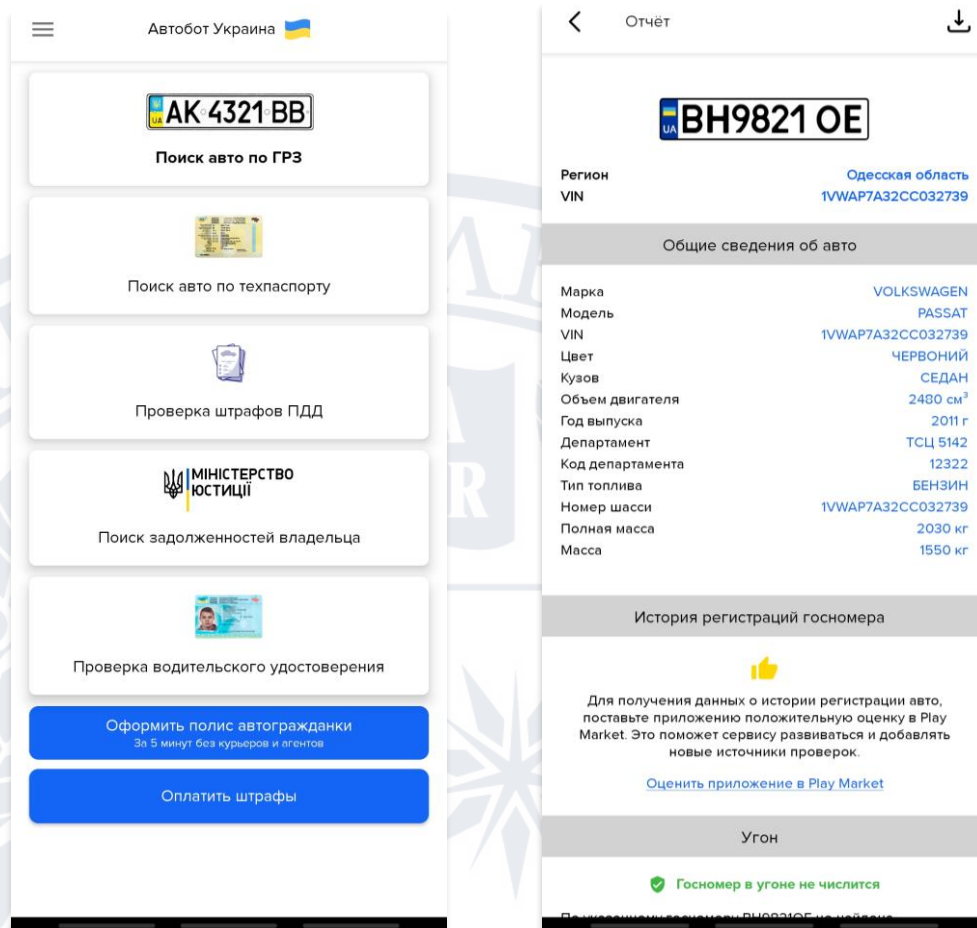 Автобот Украина
UA
AK 4321 BB
Поиск авто по ГРЗ
Поиск авто по техпаспорту
Проверка штрафов ПДД
МІНІСТЕРСТВО
ЮСТИЦІЇ
Поиск задолженностей владельца
Проверка водительского удостоверения
Оформить полис автогражданки
За 5 минут без курьеров и агентов
Оплатить штрафы
Отчёт
UA
BH9821 OE
Регион Одесская область
VIN 1VWAP7A32CC032739
Общие сведения об авто
Марка VOLKSWAGEN
Модель PASSAT
VIN 1VWAP7A32CC032739
Цвет ЧЕРВОНИЙ
Кузов СЕДАН
Объем двигателя 2480 см³
Год выпуска 2011 г
Департамент ТСЦ 5142
Код департамента 12322
Тип топлива БЕНЗИН
Номер шасси 1VWAP7A32CC032739
Полная масса 2030 кг
Масса 1550 кг
История регистраций госномера
Для получения данных о истории регистрации авто,
поставьте приложению положительную оценку в Play
Market. Это поможет сервису развиваться и добавлять
новые источники проверок.
Оценить приложение в Play Market
Угон
Госномер в угоне не числится